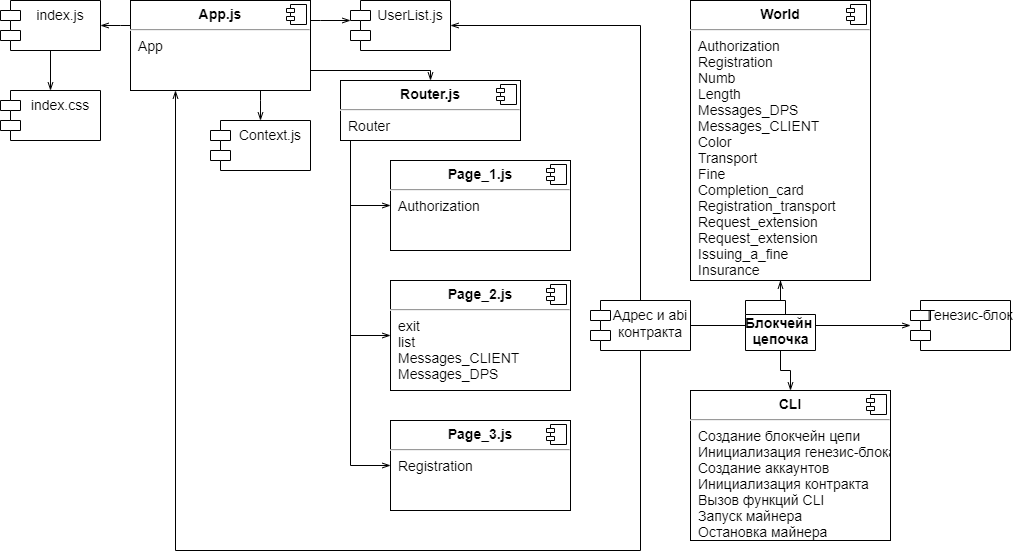 index.js
App.js
App
UserList.js
index.css
Context.js
Router.js
Router
Page_1.js
Authorization
Page_2.js
exit
list
Messages_CLIENT
Messages_DPS
Page_3.js
Registration
World
Authorization
Registration
Numb
Length
Messages_DPS
Messages_CLIENT
Color
Transport
Fine
Completion_card
Registration_transport
Request_extension
Request_extension
Issuing_a_fine
Insurance
Адрес и abi
контракта
Блокчейн
цепочка
Генезис-блок
CLI
Создание блокчейн цепи
Инициализация генезис-блока
Создание аккаунтов
Инициализация контракта
Вызов функций CLI
Запуск майнера
Остановка майнера